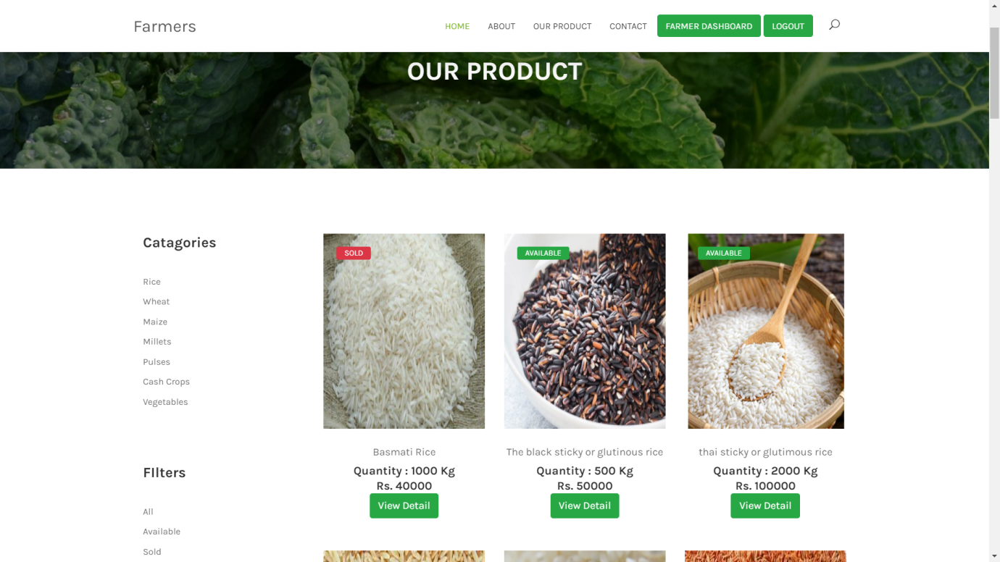 Farmers
HOME ABOUT OUR PRODUCT CONTACT FARMER DASHBOARD LOGOUT
OUR PRODUCT
Catagories
Rice
Wheat
Maize
Millets
Pulses
Cash Crops
Vegetables
FIlters
All
Available
Sold
SOLD
Basmati Rice
Quantity : 1000 Kg
Rs. 40000
View Detail
AVAILABLE
The black sticky or glutinous rice
Quantity : 500 Kg
Rs. 50000
View Detail
AVAILABLE
thai sticky or glutimous rice
Quantity : 2000 Kg
Rs. 100000
View Detail